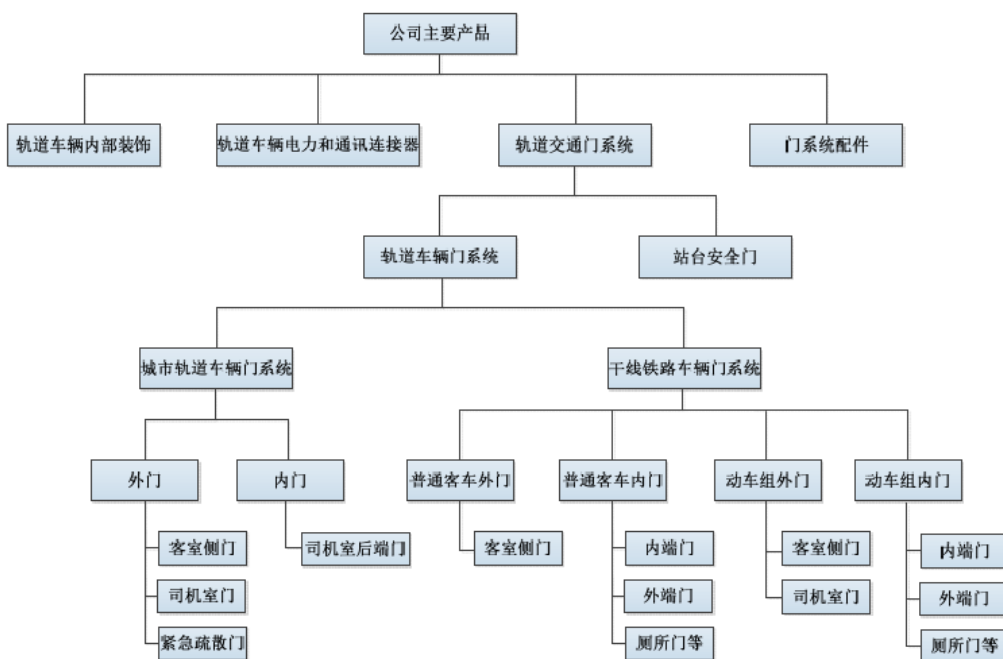 公司主要产品
轨道车辆内部装饰
轨道车辆电力和通讯连接器
轨道交通门系统
门系统配件
轨道车辆门系统
站台安全门
城市轨道车辆门系统
干线铁路车辆门系统
外门
内门
普通客车外门
普通客车内门
动车组外门
动车组内门
客室侧门
司机室后端门
客室侧门
内端门
客室侧门
内端门
司机室门
外端门
司机室门
外端门
紧急疏散门
厕所门等
厕所门等